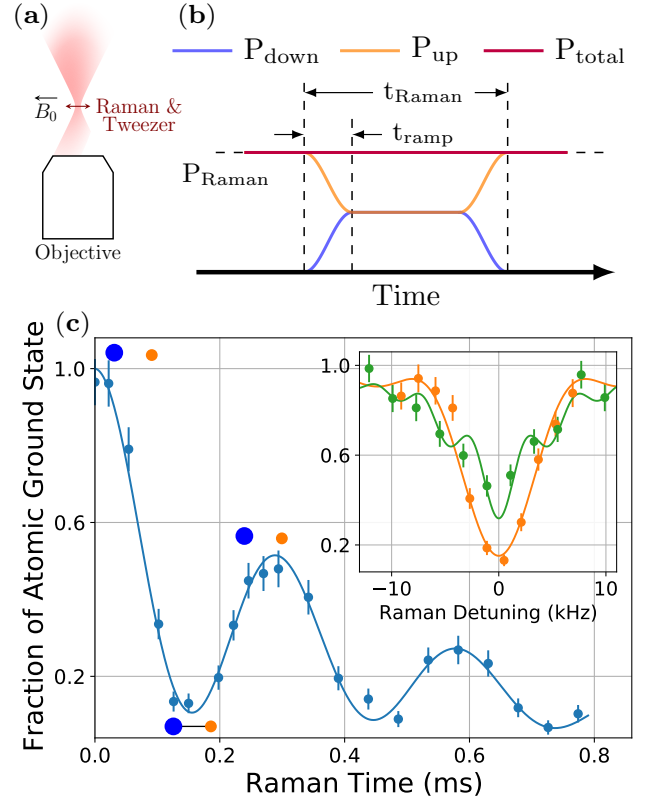 (a)
B₀
Raman &
Tweezer
Objective
(b)
P_down P_up P_total
t_Raman
t_ramp
P_Raman
Time
(c)
Fraction of Atomic Ground State
1.0
0.6
0.2
0.0 0.2 0.4 0.6 0.8
Raman Time (ms)
1.0
0.6
0.2
−10 0 10
Raman Detuning (kHz)